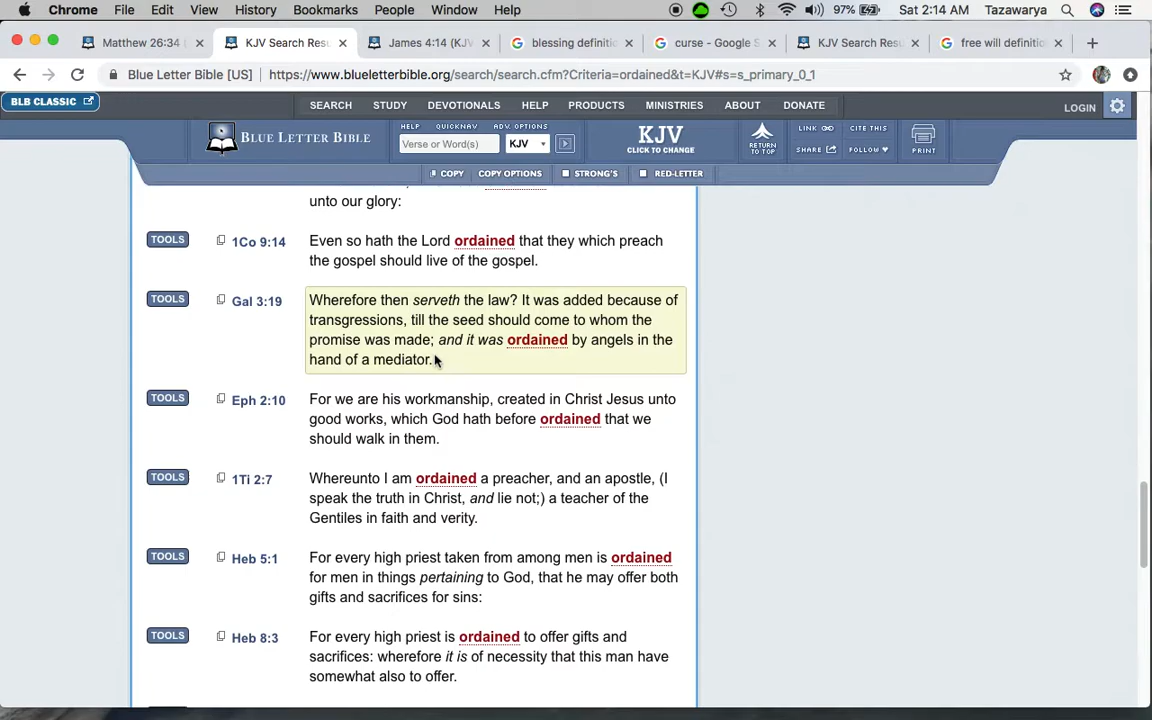 Chrome File Edit View History Bookmarks People Window Help 97% Sat 2:14 AM Tazawarya
Matthew 26:34 KJV Search Resu James 4:14 (KJV blessing definitio curse - Google S KJV Search Resu free will definitio
Blue Letter Bible [US] https://www.blueletterbible.org/search/search.cfm?Criteria=ordained&t=KJV#s=s_primary_0_1
BLB CLASSIC SEARCH STUDY DEVOTIONALS HELP PRODUCTS MINISTRIES ABOUT DONATE LOGIN
HELP QUICKNAV ADV. OPTIONS
BLUE LETTER BIBLE Verse or Word(s) KJV
KJV
CLICK TO CHANGE
RETURN
TO TOP
LINK CITE THIS
SHARE FOLLOW
PRINT
COPY COPY OPTIONS STRONG'S RED-LETTER
unto our glory:
TOOLS 1Co 9:14 Even so hath the Lord ordained that they which preach
the gospel should live of the gospel.
TOOLS Gal 3:19 Wherefore then serveth the law? It was added because of
transgressions, till the seed should come to whom the
promise was made; and it was ordained by angels in the
hand of a mediator.
TOOLS Eph 2:10 For we are his workmanship, created in Christ Jesus unto
good works, which God hath before ordained that we
should walk in them.
TOOLS 1Ti 2:7 Whereunto I am ordained a preacher, and an apostle, (I
speak the truth in Christ, and lie not;) a teacher of the
Gentiles in faith and verity.
TOOLS Heb 5:1 For every high priest taken from among men is ordained
for men in things pertaining to God, that he may offer both
gifts and sacrifices for sins:
TOOLS Heb 8:3 For every high priest is ordained to offer gifts and
sacrifices: wherefore it is of necessity that this man have
somewhat also to offer.